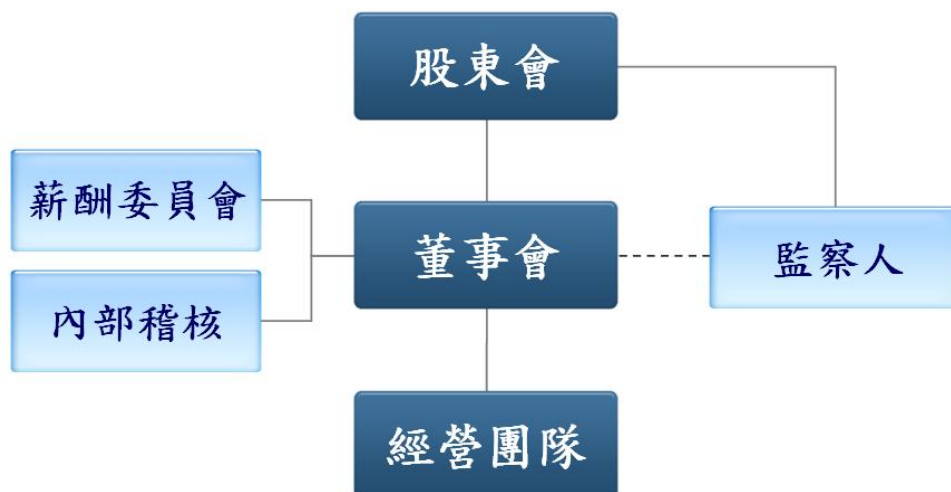 股東會
薪酬委員會
董事會
監察人
內部稽核
經營團隊